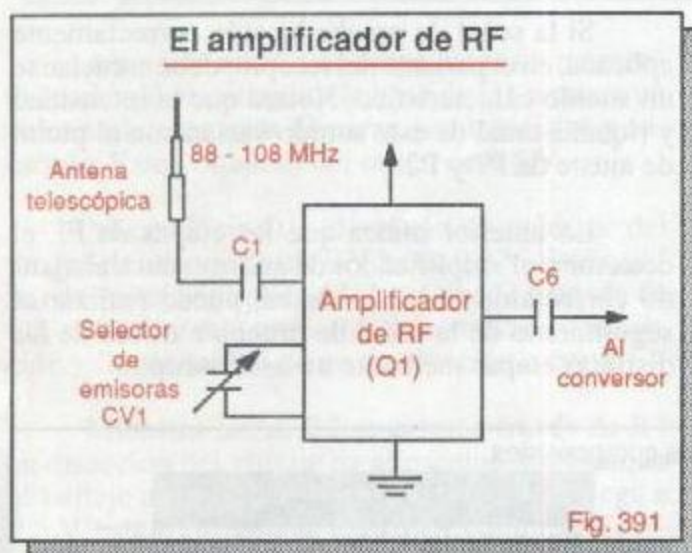 El amplificador de RF
88 - 108 MHz
Antena
telescópica
C1
Selector
de
emisoras
CV1
Amplificador
de RF
(Q1)
C6
Al
conversor
Fig. 391